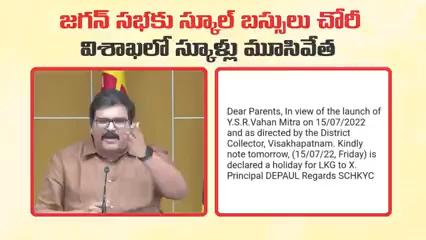 జగన్ సభకు స్కూల్ బస్సులు చోరీ
విశాఖలో స్కూళ్లు మూసివేత
Dear Parents, In view of the launch of
Y.S.R.Vahan Mitra on 15/07/2022
and as directed by the District
Collector, Visakhapatnam. Kindly
note tomorrow, (15/07/22, Friday) is
declared a holiday for LKG to X.
Principal DEPAUL Regards SCHKYC